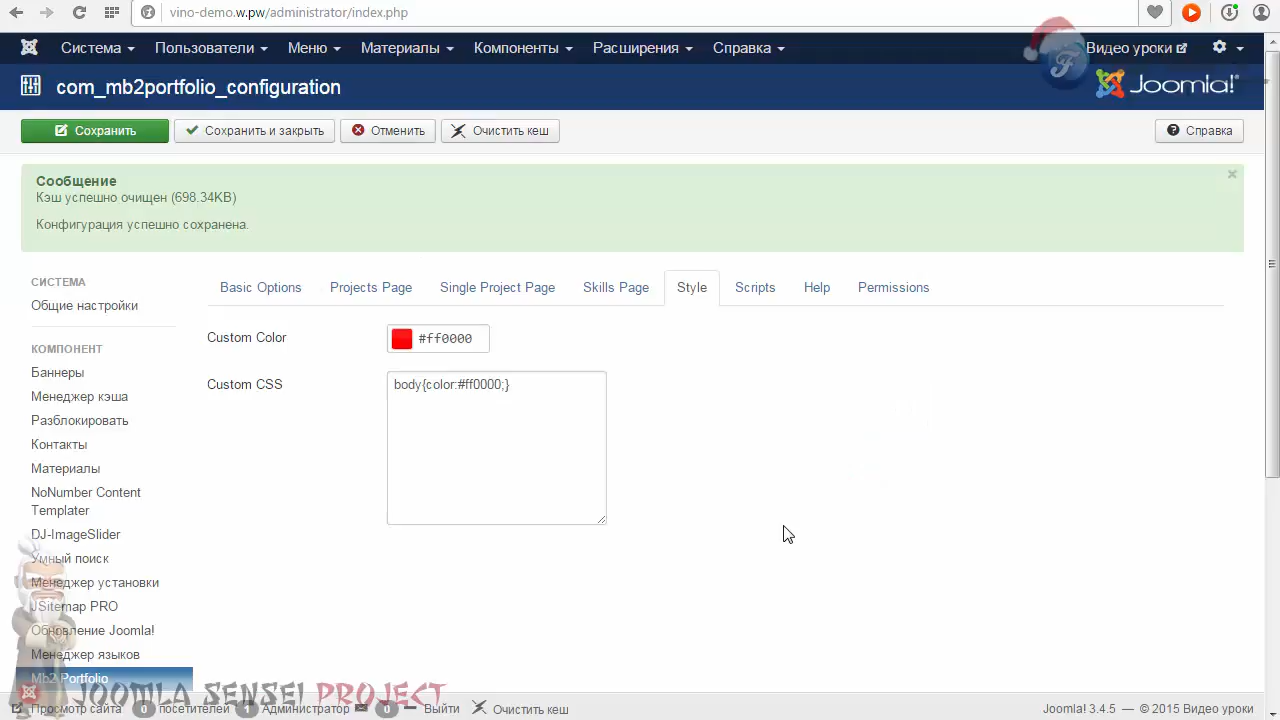 vino-demo.w.pw/administrator/index.php
Система Пользователи Меню Материалы Компоненты Расширения Справка Видео уроки
com_mb2portfolio_configuration
Joomla!®
Сохранить Сохранить и закрыть Отменить Очистить кеш Справка
Сообщение
Кэш успешно очищен (698.34KB)
Конфигурация успешно сохранена.
СИСТЕМА
Общие настройки
КОМПОНЕНТ
Баннеры
Менеджер кэша
Разблокировать
Контакты
Материалы
NoNumber Content
Templater
DJ-ImageSlider
Умный поиск
Менеджер установки
JSitemap PRO
Обновление Joomla!
Менеджер языков
Mb2 Portfolio
Basic Options Projects Page Single Project Page Skills Page Style Scripts Help Permissions
Custom Color #ff0000
Custom CSS body{color:#ff0000;}
JOOMLA SENSEI PROJECT
Просмотр сайта 0 посетителей 1 Администратор 0 Выйти Очистить кеш Joomla! 3.4.5 — © 2015 Видео уроки